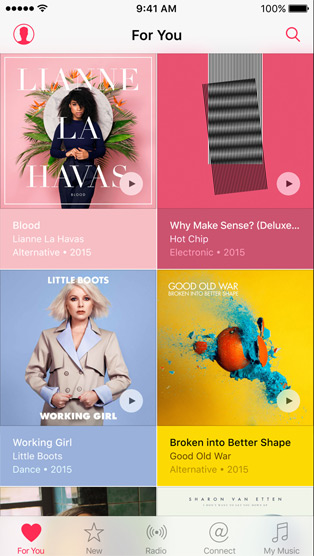 9:41 AM
100%
For You
LIANNE
LA
HAVAS
BLOOD
Blood
Lianne La Havas
Alternative • 2015
Why Make Sense? (Deluxe...
Hot Chip
Electronic • 2015
LITTLE BOOTS
WORKING GIRL
Working Girl
Little Boots
Dance • 2015
GOOD OLD WAR
BROKEN INTO BETTER SHAPE
Broken into Better Shape
Good Old War
Alternative • 2015
SHARON VAN ETTEN
For You
New
Radio
Connect
My Music